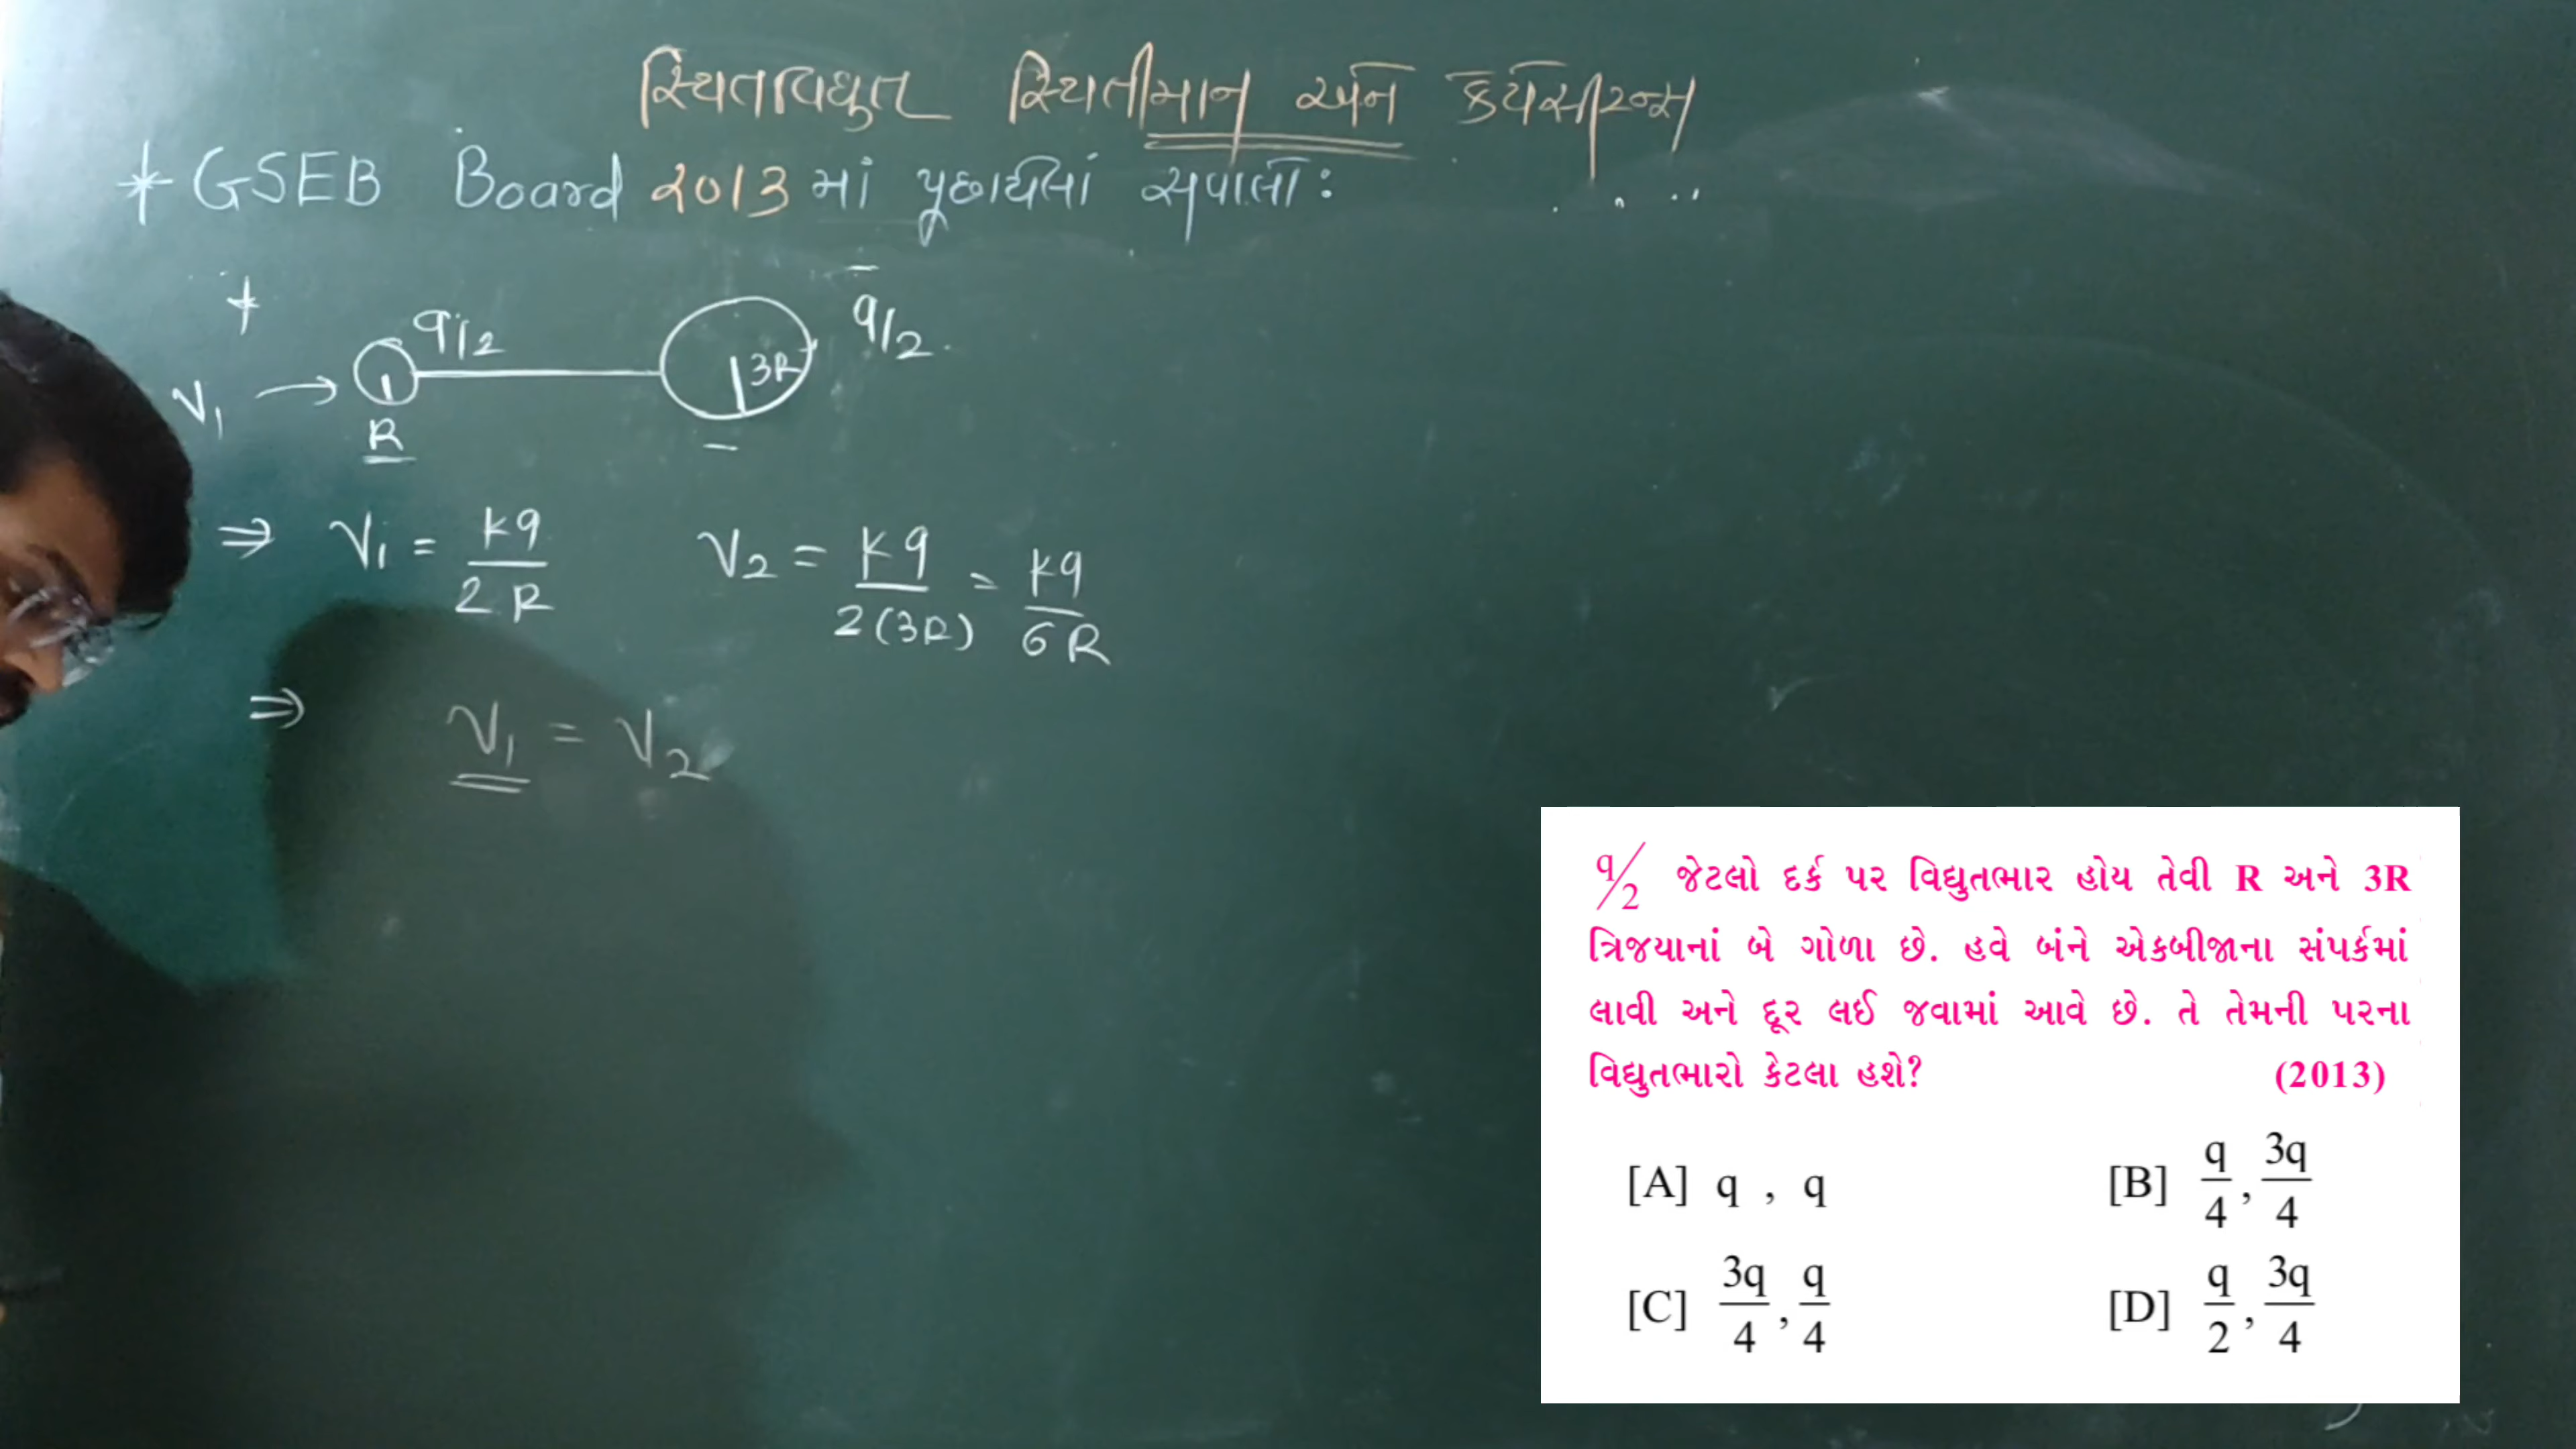 સ્થિતવિદ્યુત સ્થિતીમાન અને કેપેસીટન્સ
* GSEB Board 2013 માં પૂછાયેલાં સવાલો :
q/2 q/2
V₁ → 3R
R
⇒ V₁ = kq/2R V₂ = kq/2(3R) = kq/6R
⇒ V₁ = V₂
q/2 જેટલો દર્ક પર વિદ્યુતભાર હોય તેવી R અને 3R
ત્રિજયાનાં બે ગોળા છે. હવે બંને એકબીજાના સંપર્કમાં
લાવી અને દૂર લઈ જવામાં આવે છે. તે તેમની પરના
વિદ્યુતભારો કેટલા હશે? (2013)
[A] q , q [B] q/4 , 3q/4
[C] 3q/4 , q/4 [D] q/2 , 3q/4